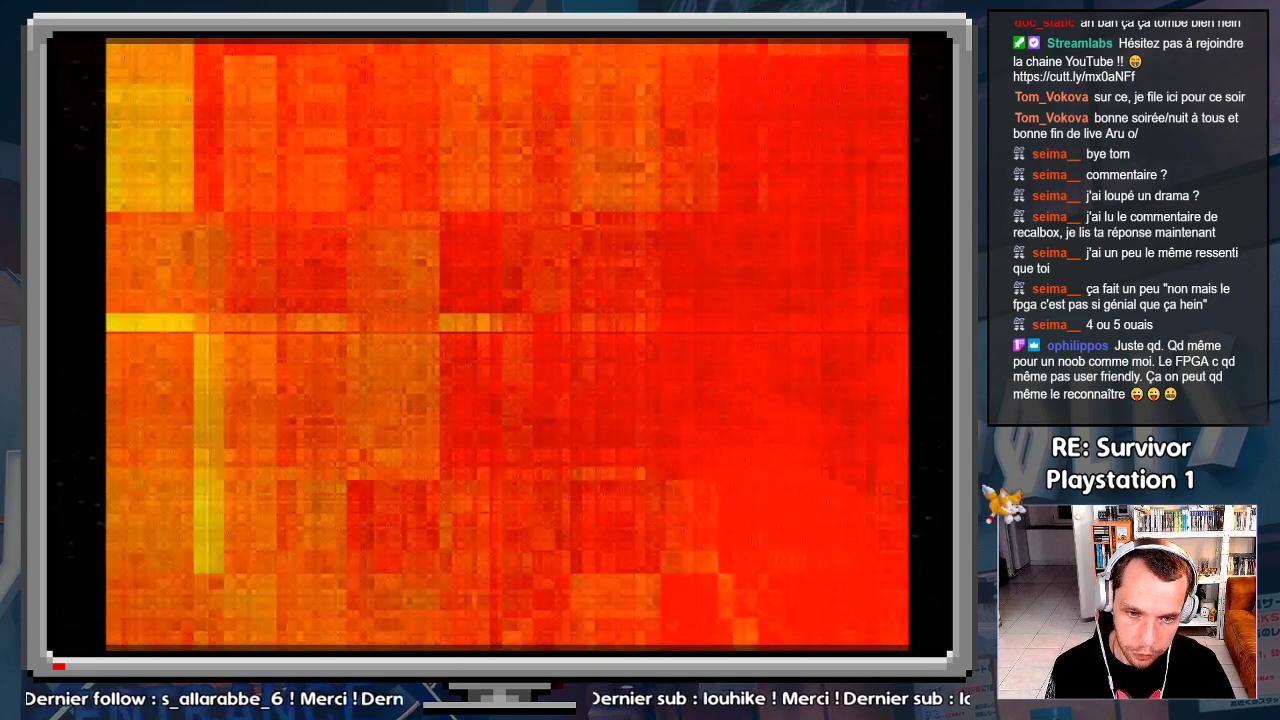 doc_static ah bah ça ça tombe bien hein
Streamlabs Hésitez pas à rejoindre
la chaine YouTube !! 😁
https://cutt.ly/mx0aNFf
Tom_Vokova sur ce, je file ici pour ce soir
Tom_Vokova bonne soirée/nuit à tous et
bonne fin de live Aru o/
seima__ bye tom
seima__ commentaire ?
seima__ j'ai loupé un drama ?
seima__ j'ai lu le commentaire de
recalbox, je lis ta réponse maintenant
seima__ j'ai un peu le même ressenti
que toi
seima__ ça fait un peu "non mais le
fpga c'est pas si génial que ça hein"
seima__ 4 ou 5 ouais
ophilippos Juste qd. Qd même
pour un noob comme moi. Le FPGA c qd
même pas user friendly. Ça on peut qd
même le reconnaître 😜 😜 😁
RE: Survivor
Playstation 1
Dernier follow : s_allarabbe_6 ! Merci ! Dern
Dernier sub : louhike ! Merci ! Dernier sub : lo